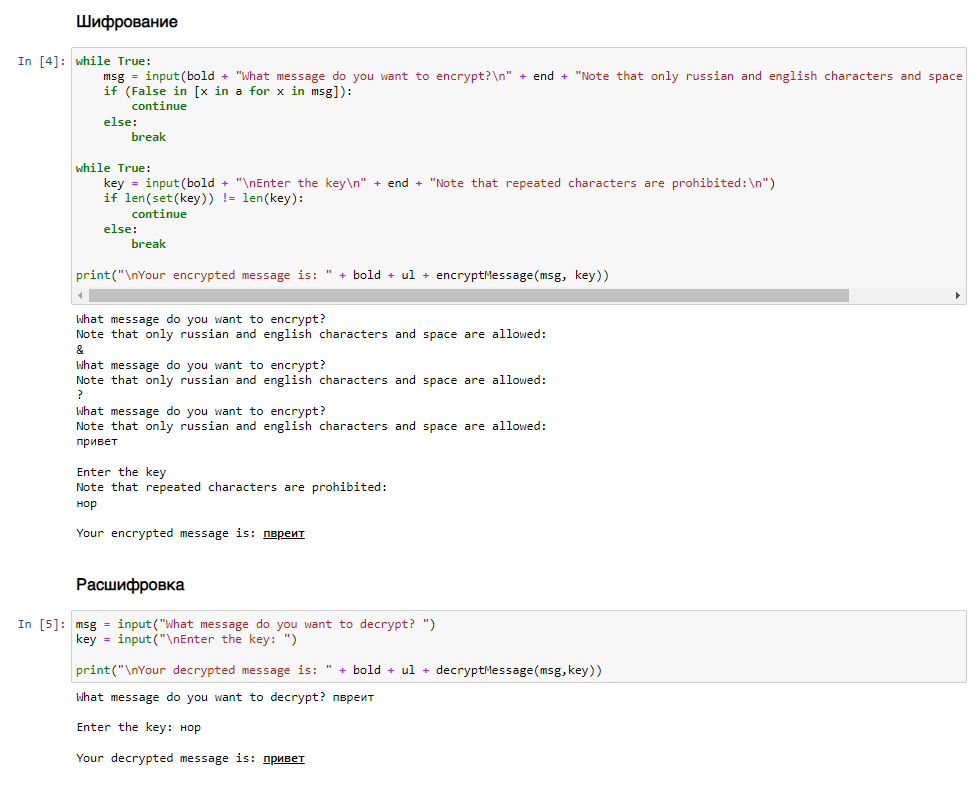 Шифрование
In [4]: while True:
msg = input(bold + "What message do you want to encrypt?\n" + end + "Note that only russian and english characters and space
if (False in [x in a for x in msg]):
continue
else:
break
while True:
key = input(bold + "\nEnter the key\n" + end + "Note that repeated characters are prohibited:\n")
if len(set(key)) != len(key):
continue
else:
break
print("\nYour encrypted message is: " + bold + ul + encryptMessage(msg, key))
What message do you want to encrypt?
Note that only russian and english characters and space are allowed:
&
What message do you want to encrypt?
Note that only russian and english characters and space are allowed:
?
What message do you want to encrypt?
Note that only russian and english characters and space are allowed:
привет
Enter the key
Note that repeated characters are prohibited:
нор
Your encrypted message is: пвреит
Расшифровка
In [5]: msg = input("What message do you want to decrypt? ")
key = input("\nEnter the key: ")
print("\nYour decrypted message is: " + bold + ul + decryptMessage(msg,key))
What message do you want to decrypt? пвреит
Enter the key: нор
Your decrypted message is: привет